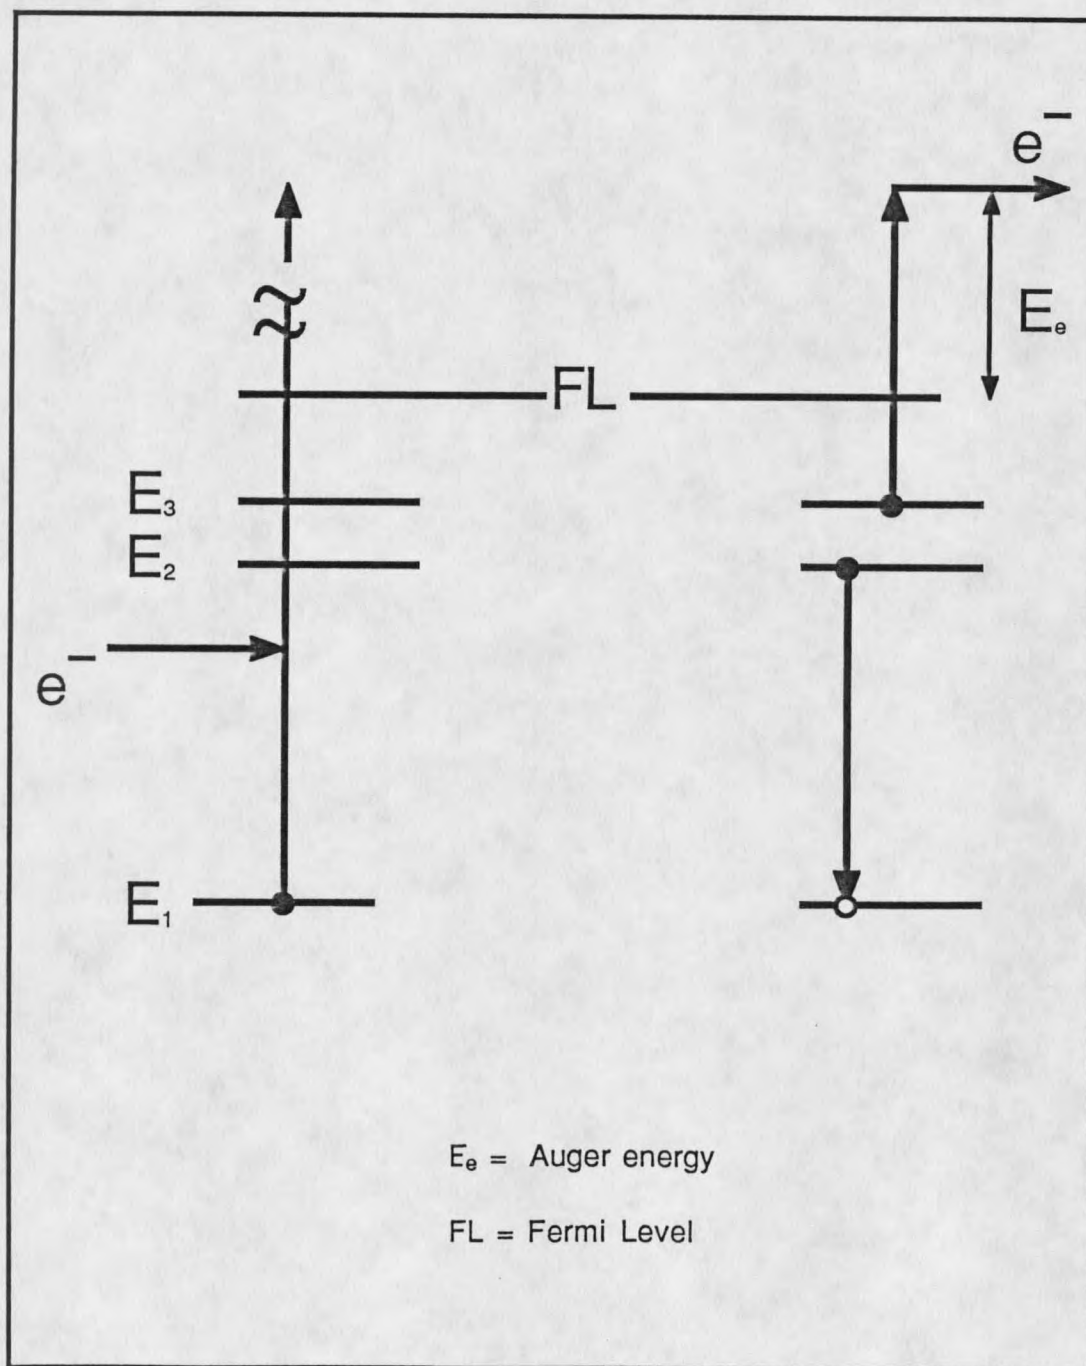 e⁻
Eₑ
FL
E₃
E₂
e⁻
E₁
Eₑ = Auger energy
FL = Fermi Level